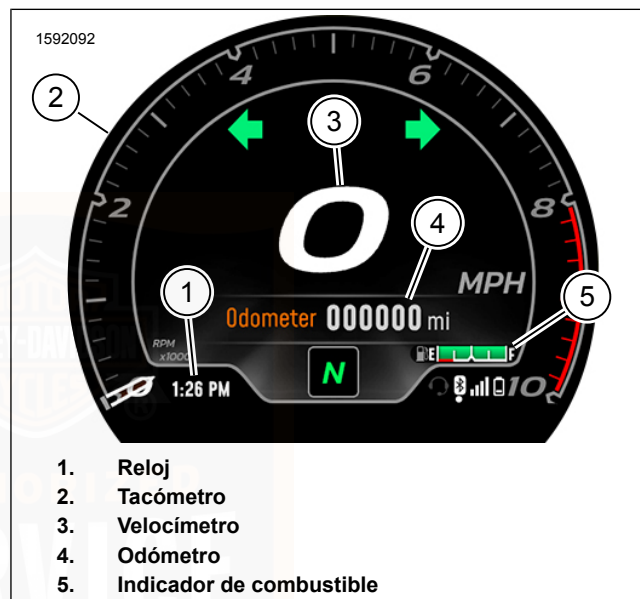 1592092
2
4
6
3
2
8
4
MPH
1
5
Odometer 000000 mi
RPM
x1000
E F
0
1:26 PM
N
10
1. Reloj
2. Tacómetro
3. Velocímetro
4. Odómetro
5. Indicador de combustible